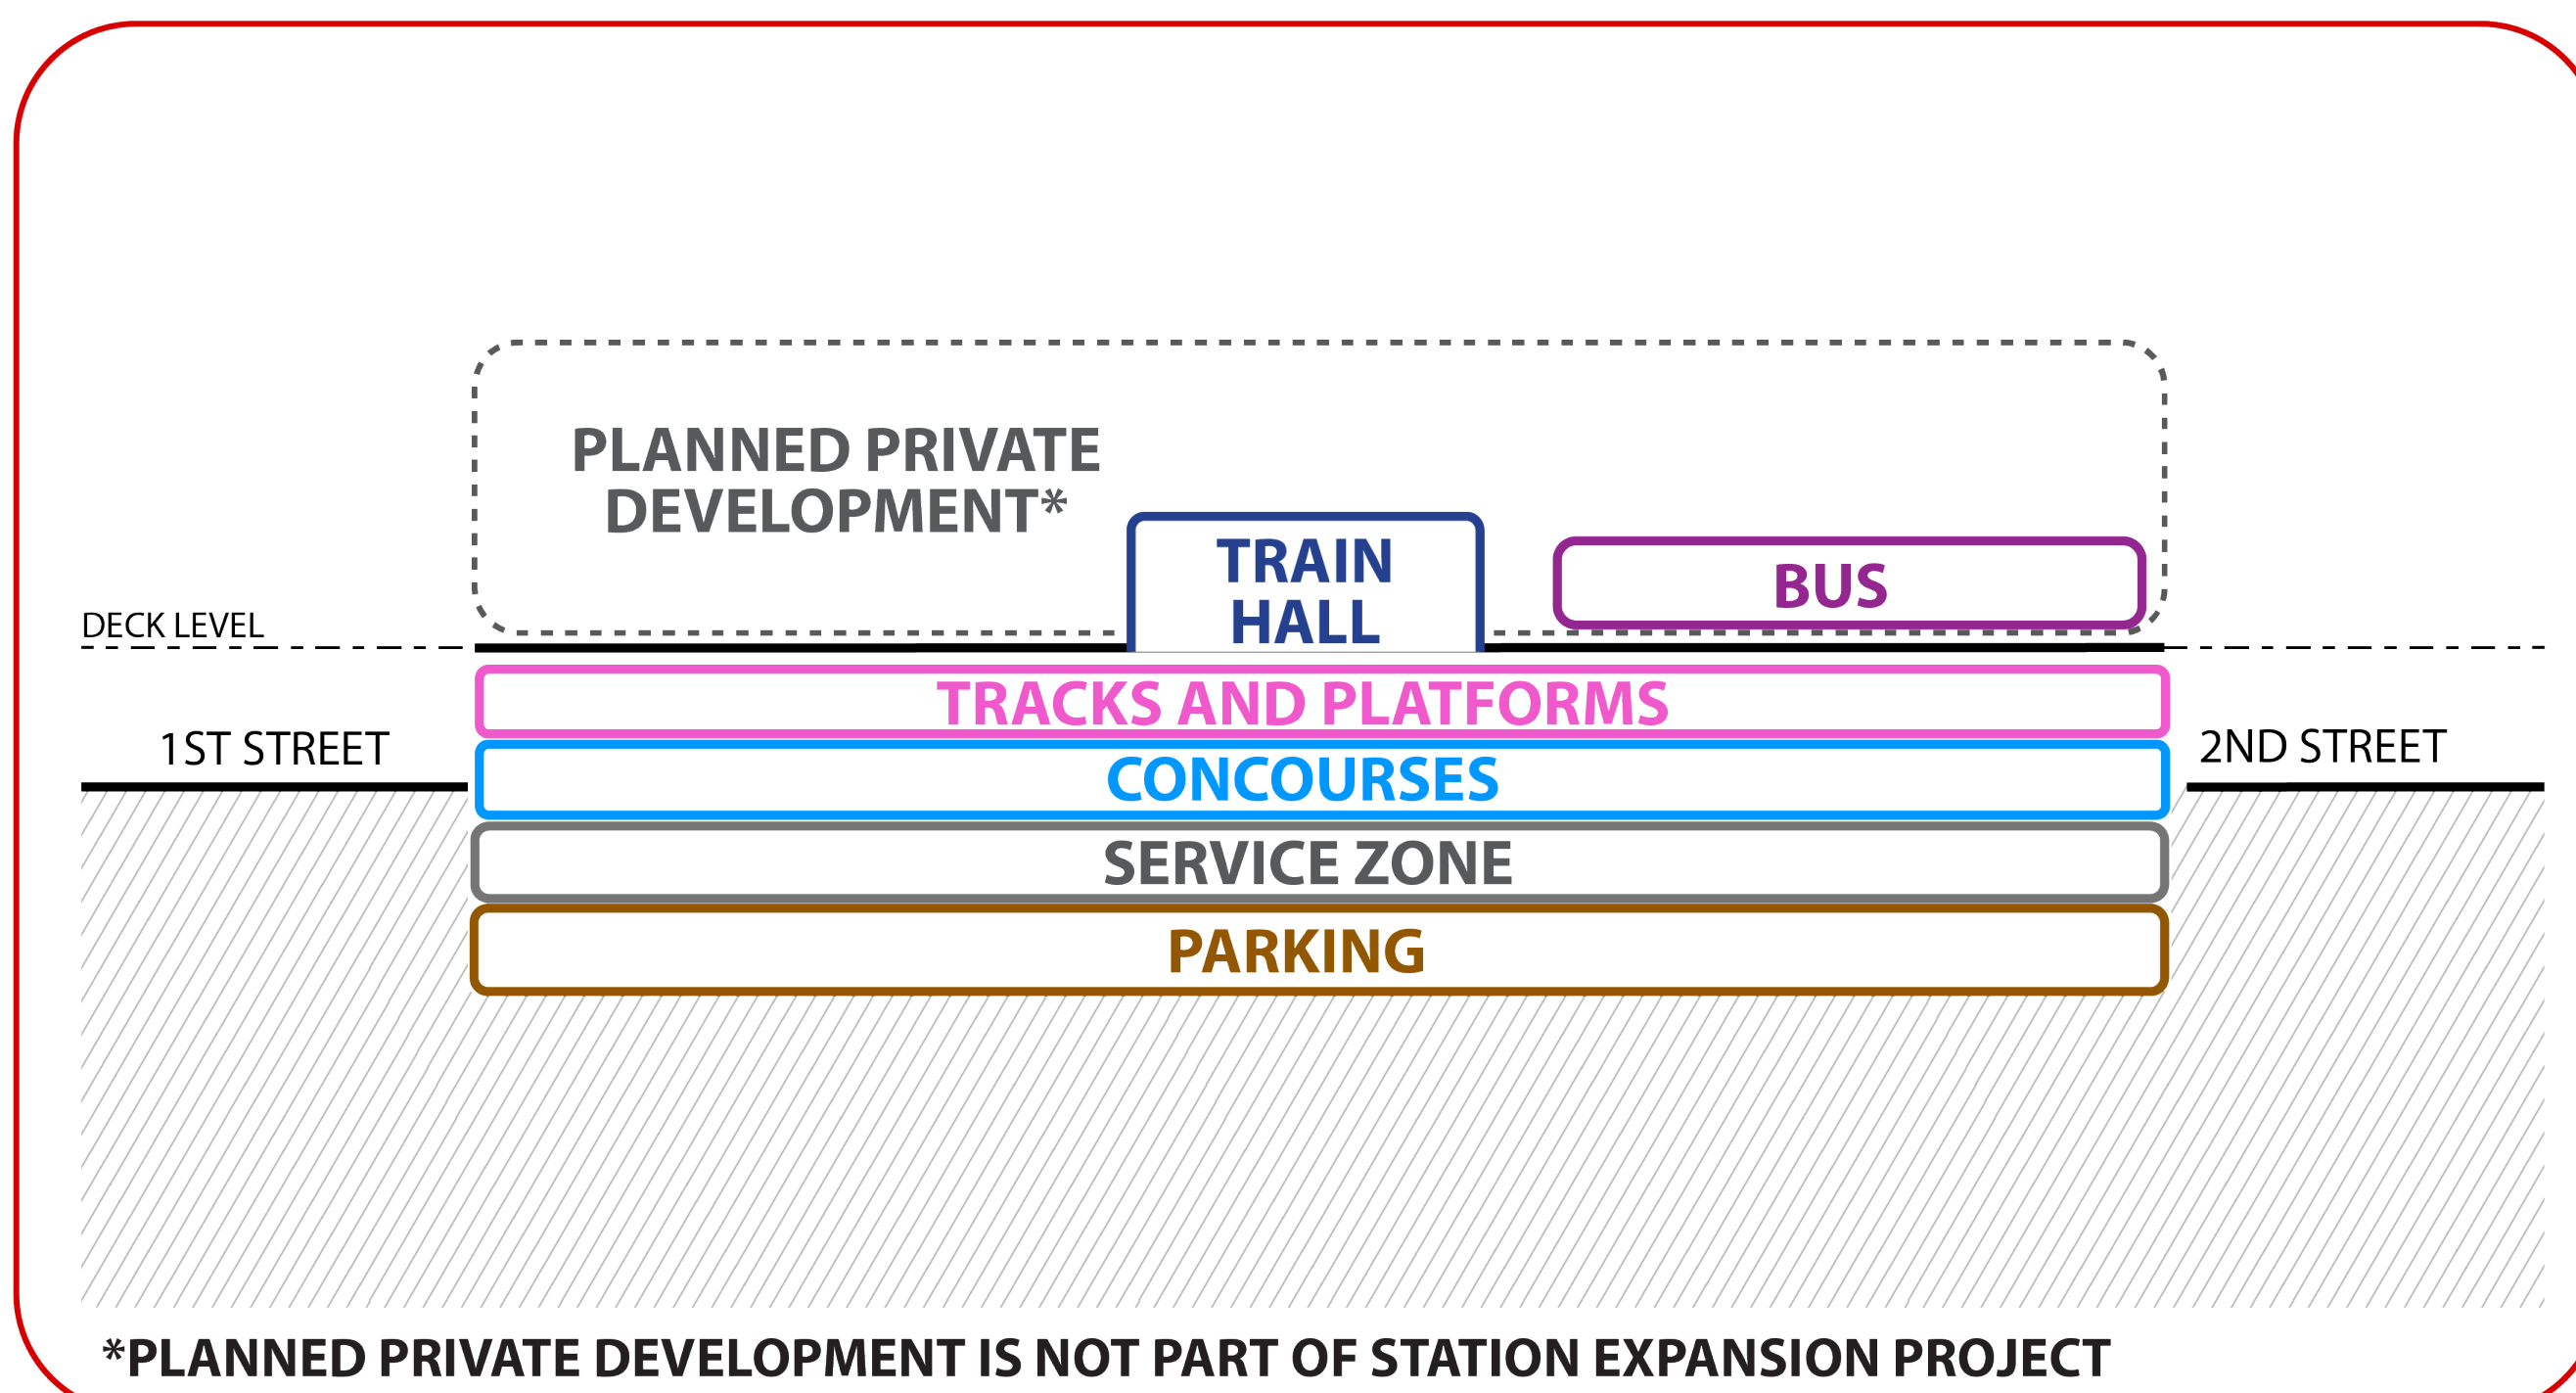 PLANNED PRIVATE
DEVELOPMENT*
TRAIN
HALL
BUS
DECK LEVEL
TRACKS AND PLATFORMS
1ST STREET
2ND STREET
CONCOURSES
SERVICE ZONE
PARKING
*PLANNED PRIVATE DEVELOPMENT IS NOT PART OF STATION EXPANSION PROJECT